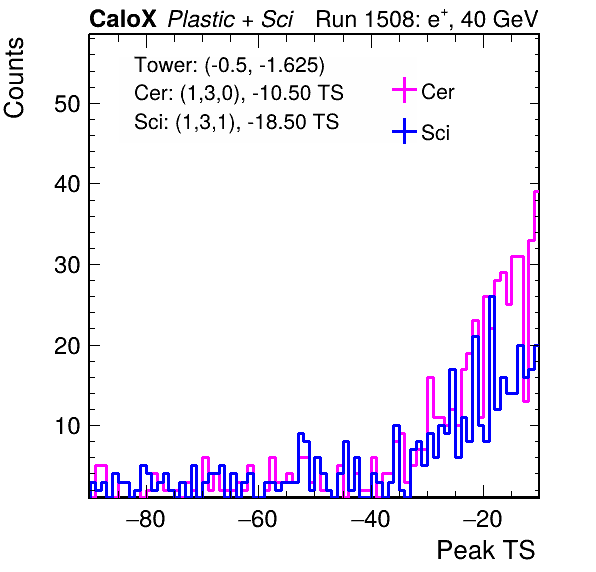 CaloX Plastic + Sci Run 1508: e+, 40 GeV
Counts
Tower: (-0.5, -1.625)
Cer: (1,3,0), -10.50 TS
Sci: (1,3,1), -18.50 TS
Cer
Sci
50
40
30
20
10
−80 −60 −40 −20
Peak TS